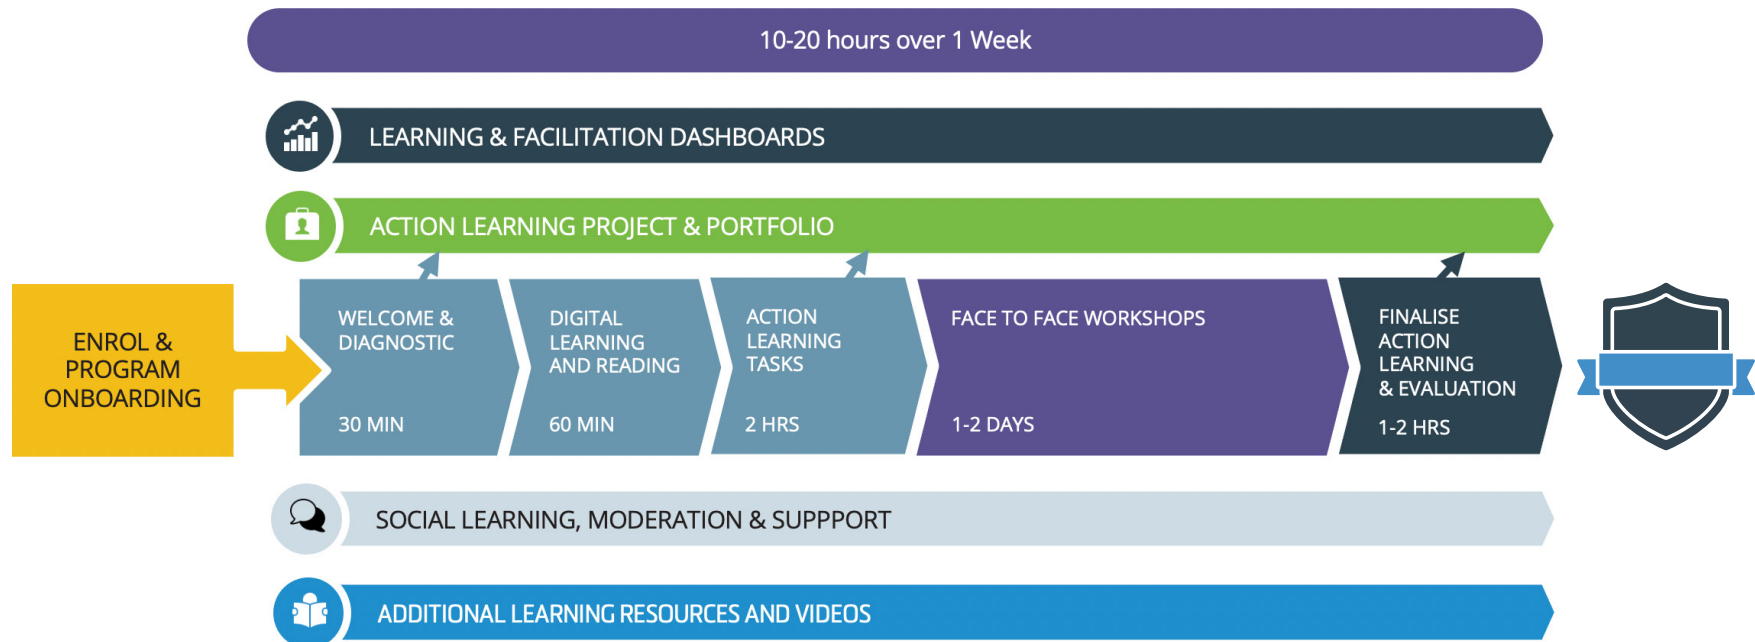 10-20 hours over 1 Week
LEARNING & FACILITATION DASHBOARDS
ACTION LEARNING PROJECT & PORTFOLIO
ENROL &
PROGRAM
ONBOARDING
WELCOME &
DIAGNOSTIC
30 MIN
DIGITAL
LEARNING
AND READING
60 MIN
ACTION
LEARNING
TASKS
2 HRS
FACE TO FACE WORKSHOPS
1-2 DAYS
FINALISE
ACTION
LEARNING
& EVALUATION
1-2 HRS
SOCIAL LEARNING, MODERATION & SUPPPORT
ADDITIONAL LEARNING RESOURCES AND VIDEOS